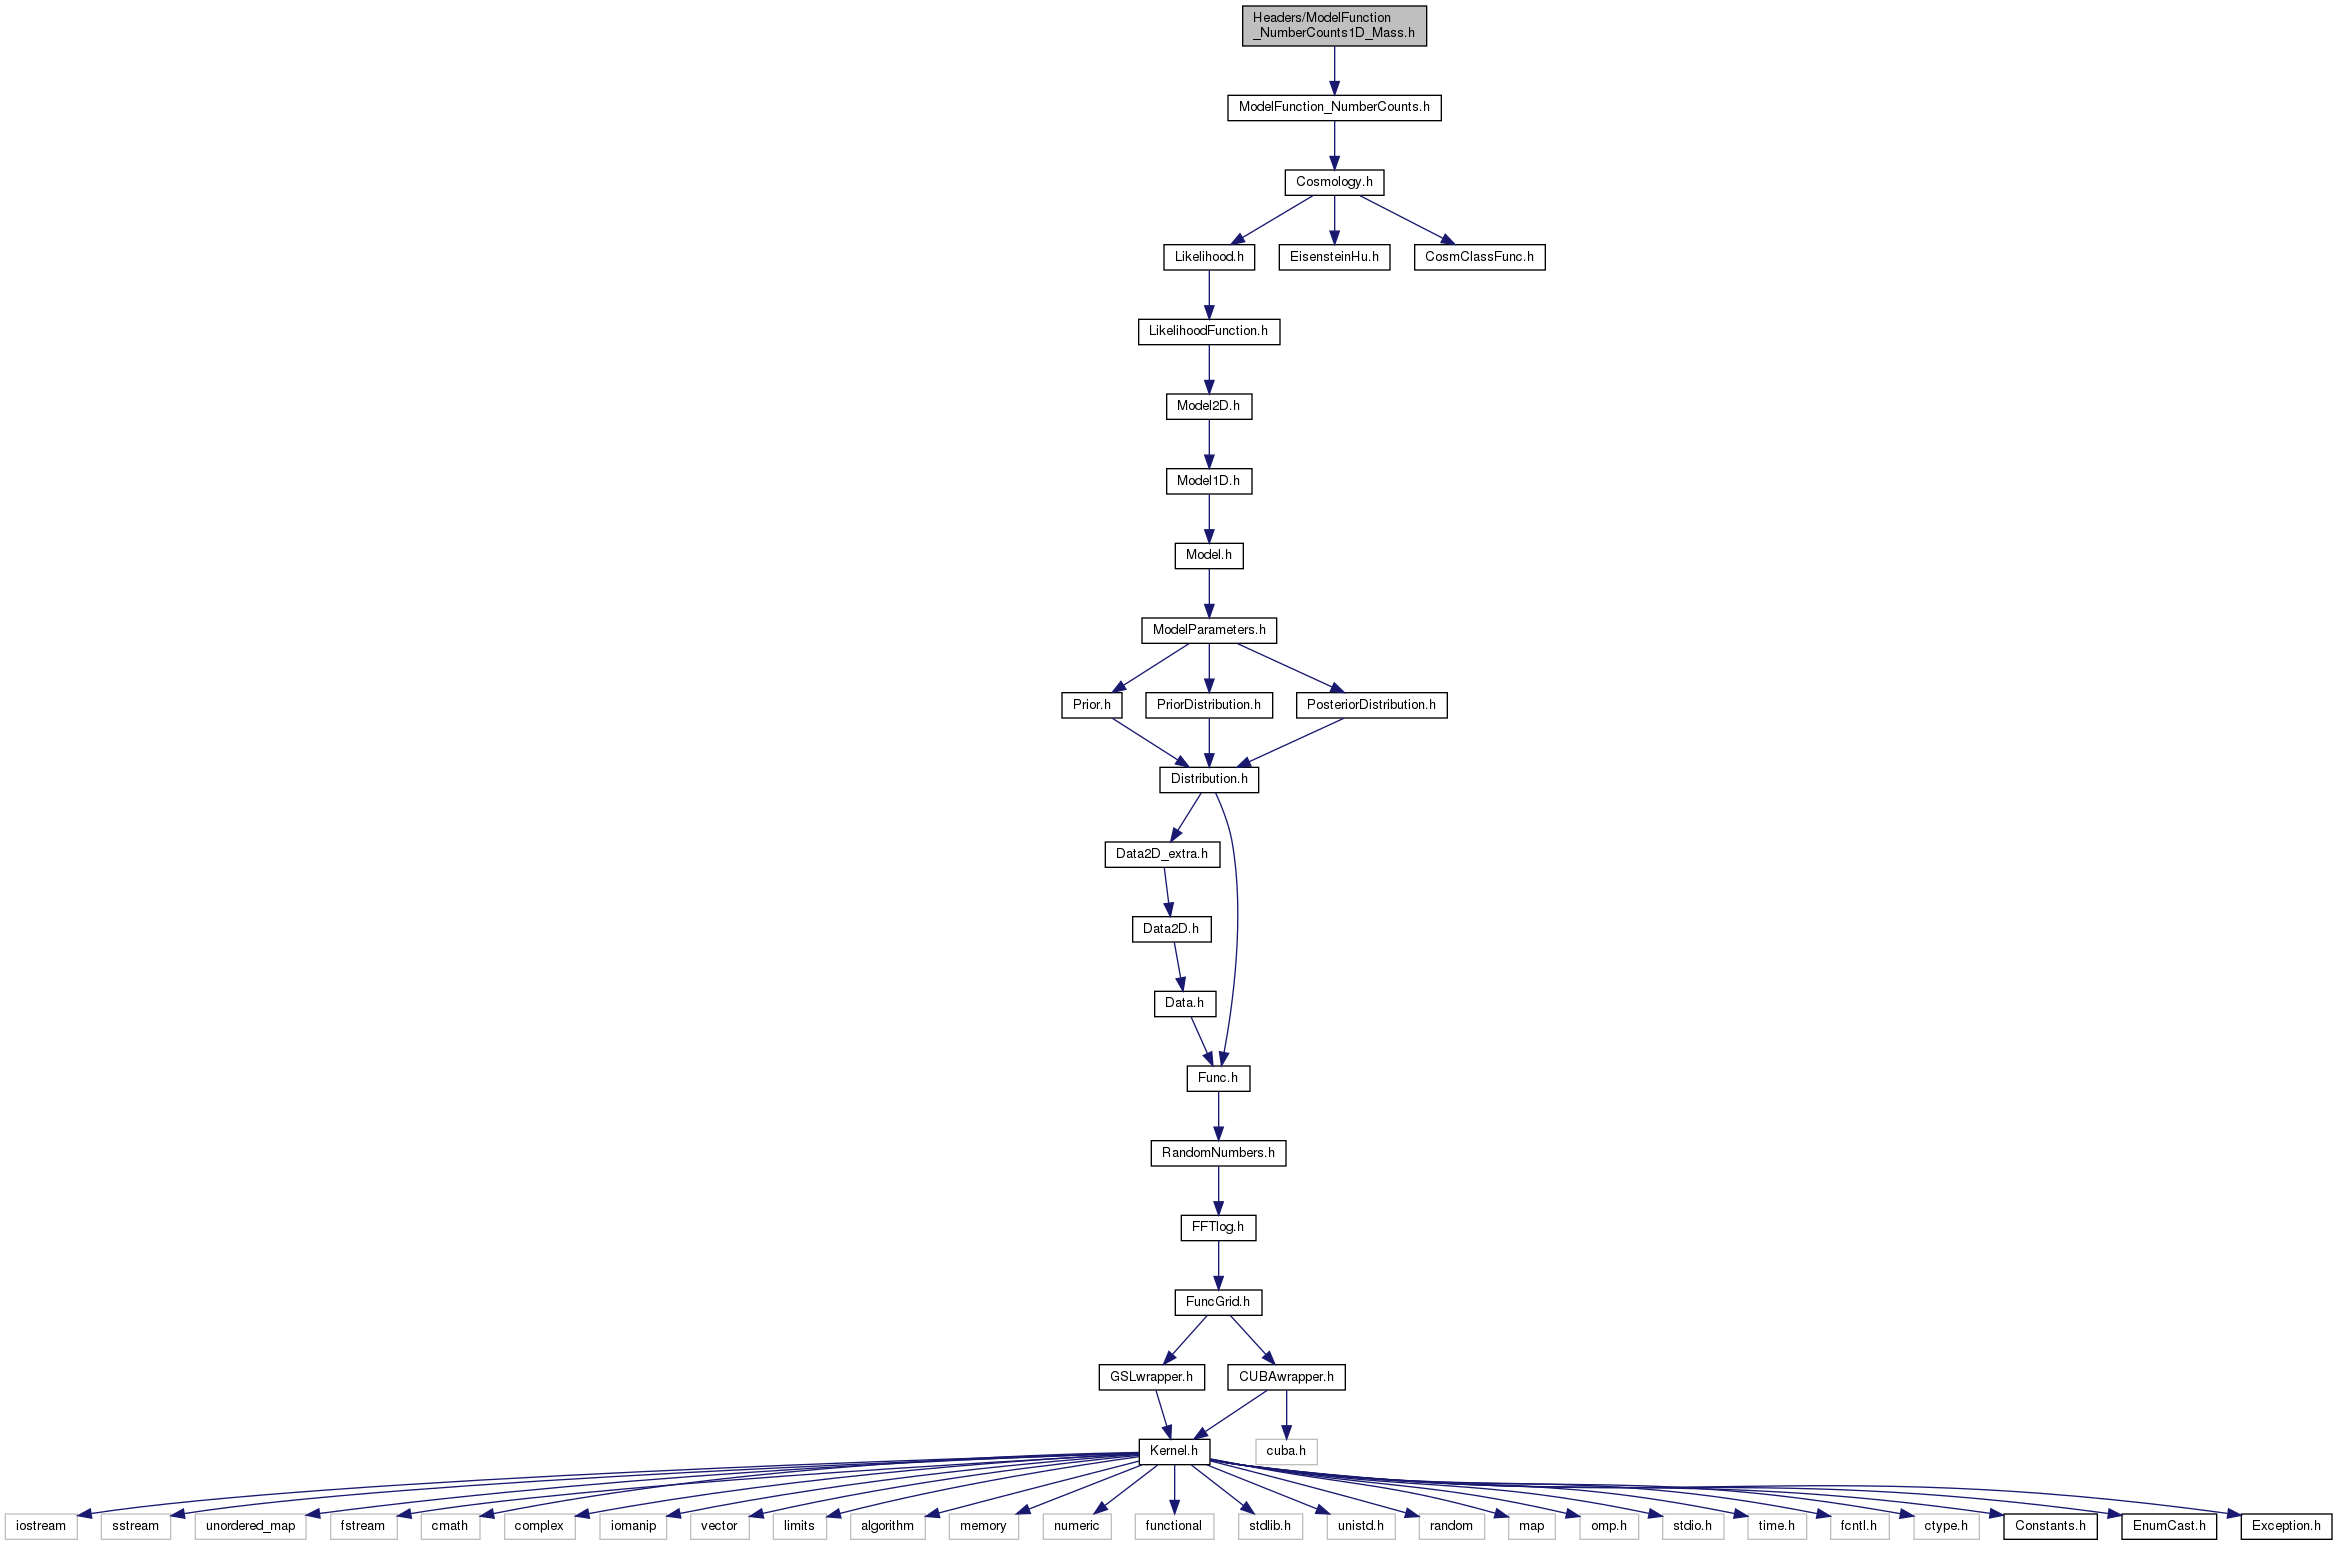 Headers/ModelFunction
_NumberCounts1D_Mass.h
ModelFunction_NumberCounts.h
Cosmology.h
Likelihood.h
EisensteinHu.h
CosmClassFunc.h
LikelihoodFunction.h
Model2D.h
Model1D.h
Model.h
ModelParameters.h
Prior.h
PriorDistribution.h
PosteriorDistribution.h
Distribution.h
Data2D_extra.h
Data2D.h
Data.h
Func.h
RandomNumbers.h
FFTlog.h
FuncGrid.h
GSLwrapper.h
CUBAwrapper.h
Kernel.h
cuba.h
iostream
sstream
unordered_map
fstream
cmath
complex
iomanip
vector
limits
algorithm
memory
numeric
functional
stdlib.h
unistd.h
random
map
omp.h
stdio.h
time.h
fcntl.h
ctype.h
Constants.h
EnumCast.h
Exception.h